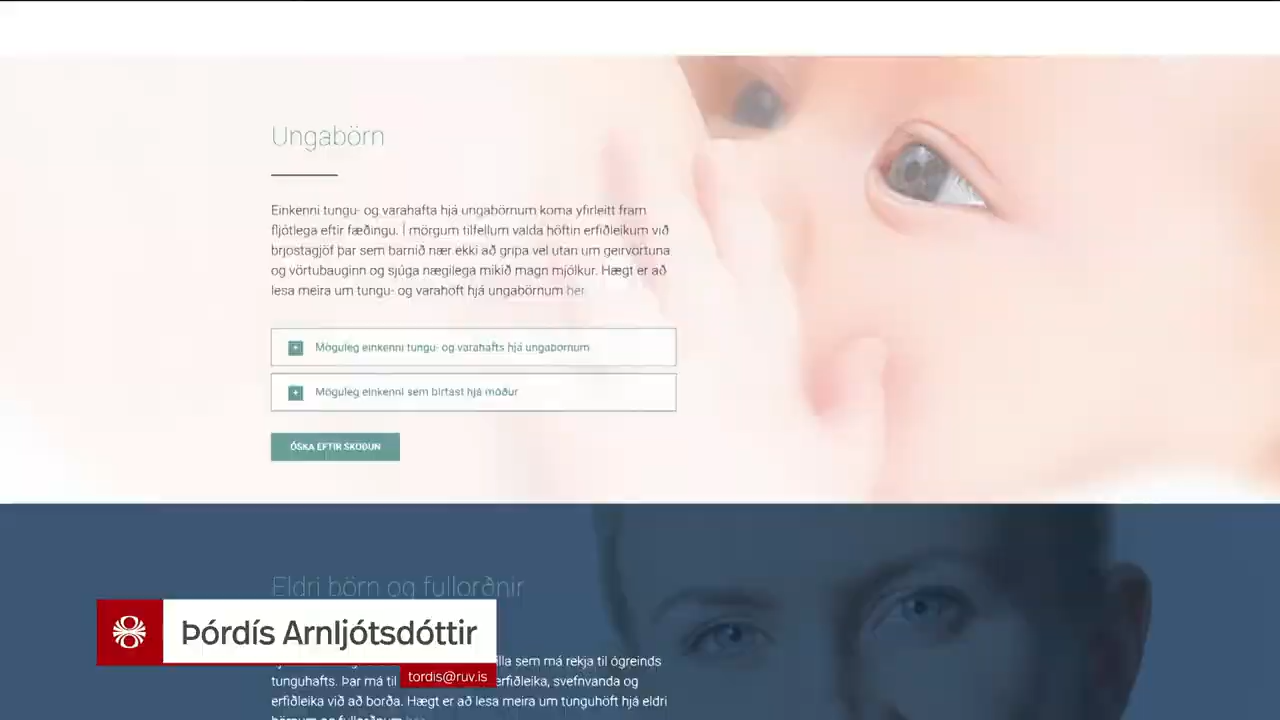 Ungabörn
Einkenni tungu- og varahafta hjá ungabörnum koma yfirleitt fram
fljótlega eftir fæðingu. Í mörgum tilfellum valda höftin erfiðleikum við
brjóstagjöf þar sem barnið nær ekki að grípa vel utan um geirvörtuna
og vörtubauginn og sjúga nægilega mikið magn mjólkur. Hægt er að
lesa meira um tungu- og varahöft hjá ungabörnum her
Möguleg einkenni tungu- og varahafts hjá ungabörnum
Möguleg einkenni sem birtast hjá móður
ÓSKA EFTIR SKOÐUN
Eldri börn og fullorðnir
Þórdís Arnljótsdóttir
tordis@ruv.is
sem má rekja til ógreinds
tunguhafts. Þar má til erfiðleika, svefnvanda og
erfiðleika við að borða. Hægt er að lesa meira um tunguhöft hjá eldri